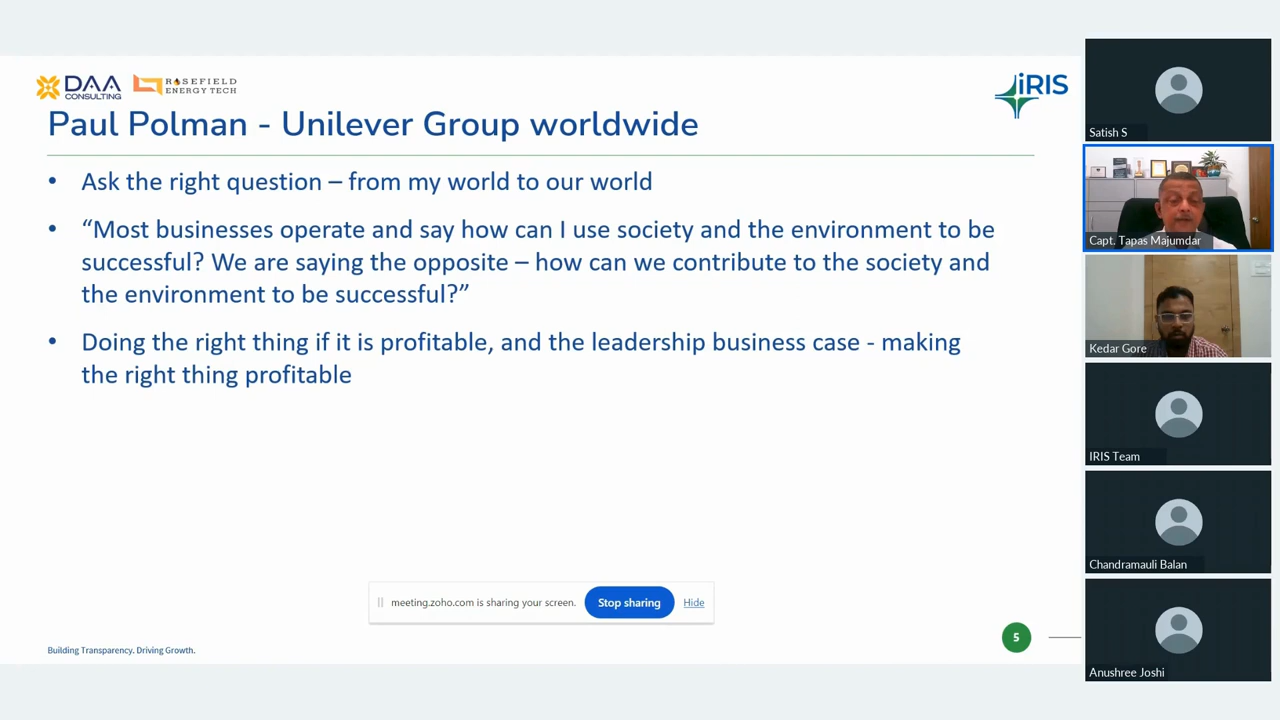 DAA
CONSULTING
ROSEFIELD
ENERGY TECH
iRIS
Paul Polman - Unilever Group worldwide
• Ask the right question – from my world to our world
• “Most businesses operate and say how can I use society and the environment to be
successful? We are saying the opposite – how can we contribute to the society and
the environment to be successful?”
• Doing the right thing if it is profitable, and the leadership business case - making
the right thing profitable
meeting.zoho.com is sharing your screen.
Stop sharing
Hide
5
Building Transparency. Driving Growth.
Satish S
Capt. Tapas Majumdar
Kedar Gore
IRIS Team
Chandramauli Balan
Anushree Joshi